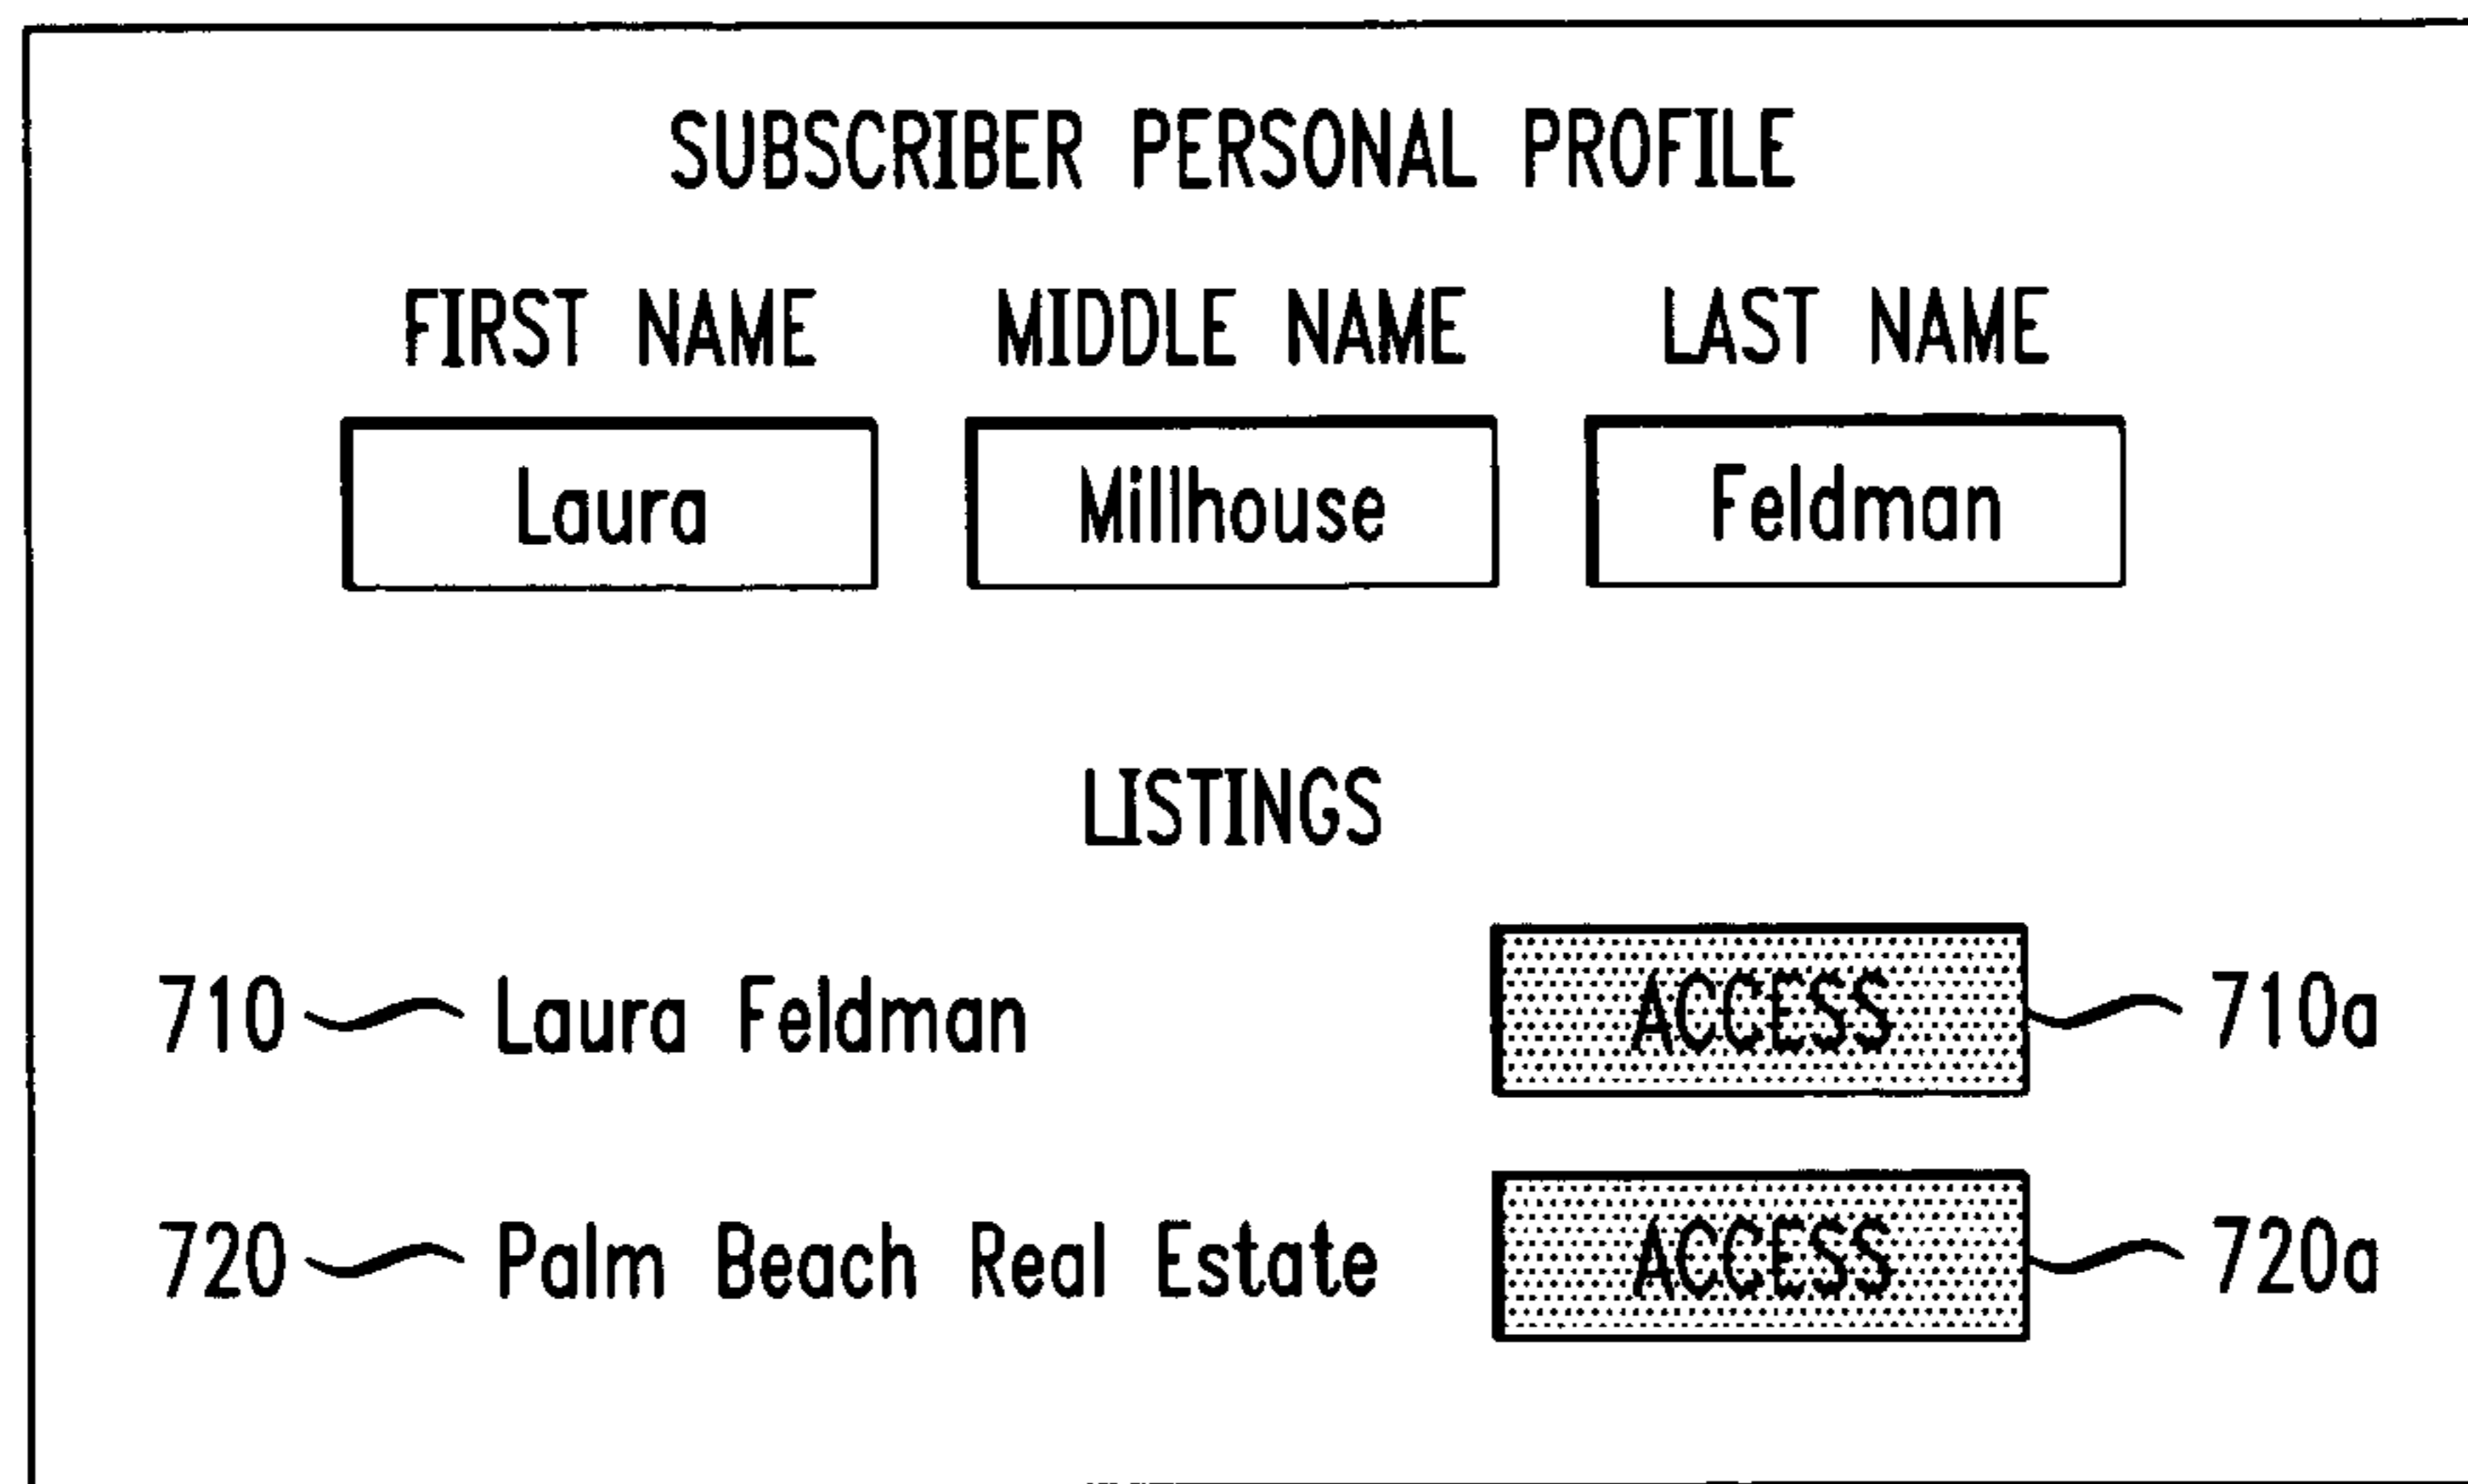 SUBSCRIBER PERSONAL PROFILE
FIRST NAME MIDDLE NAME LAST NAME
Laura Millhouse Feldman
LISTINGS
710 Laura Feldman ACCESS 710a
720 Palm Beach Real Estate ACCESS 720a